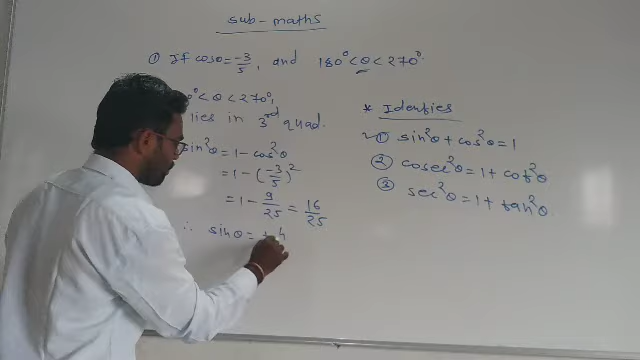 sub-maths
① If cosθ = -3/5, and 180° < θ < 270°.
0° < θ < 270°,
lies in 3rd quad.
sin²θ = 1 - cos²θ
= 1 - (-3/5)²
= 1 - 9/25 = 16/25
∴ sinθ = ± 4
* Identies
✓ ① sin²θ + cos²θ = 1
② cosec²θ = 1 + cot²θ
③ sec²θ = 1 + tan²θ